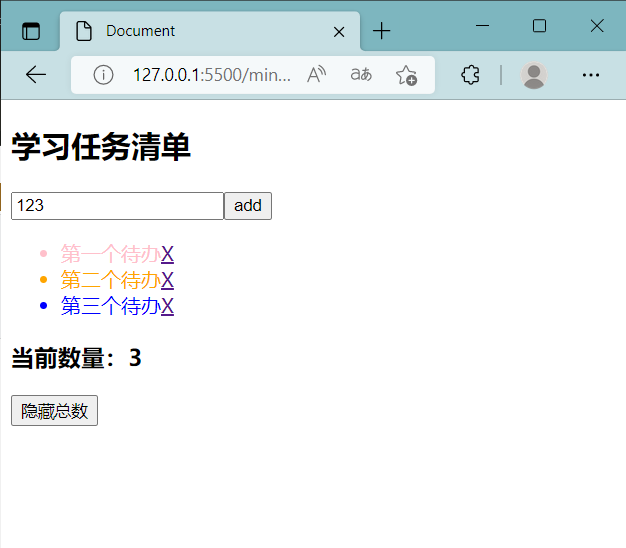 Document
127.0.0.1:5500/min...
aあ
学习任务清单
123 add
第一个待办X
第二个待办X
第三个待办X
当前数量：3
隐藏总数